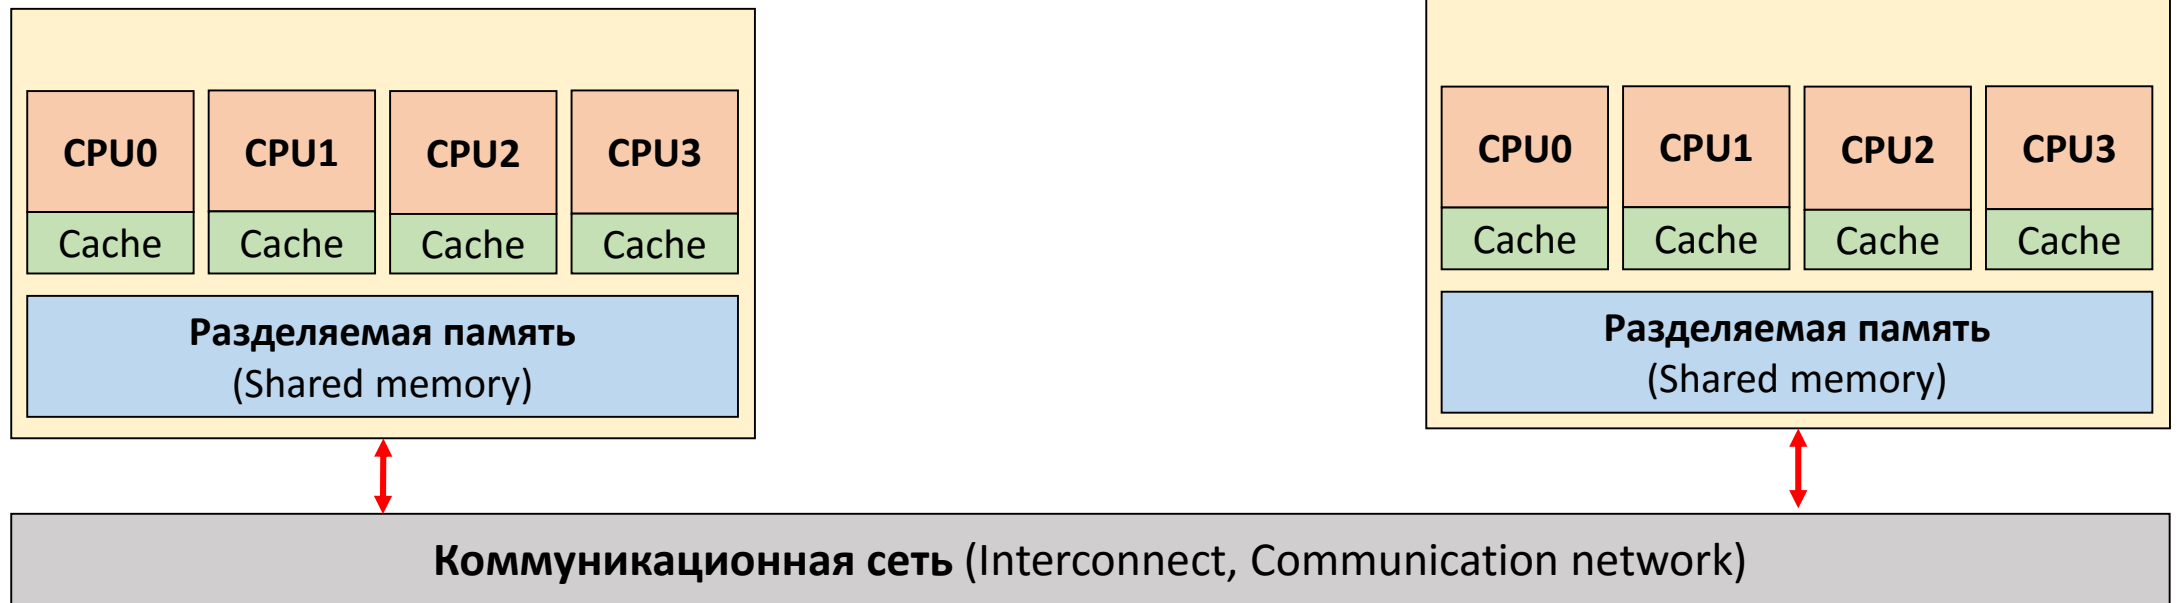 CPU0 CPU1 CPU2 CPU3
Cache Cache Cache Cache
Разделяемая память
(Shared memory)
CPU0 CPU1 CPU2 CPU3
Cache Cache Cache Cache
Разделяемая память
(Shared memory)
Коммуникационная сеть (Interconnect, Communication network)